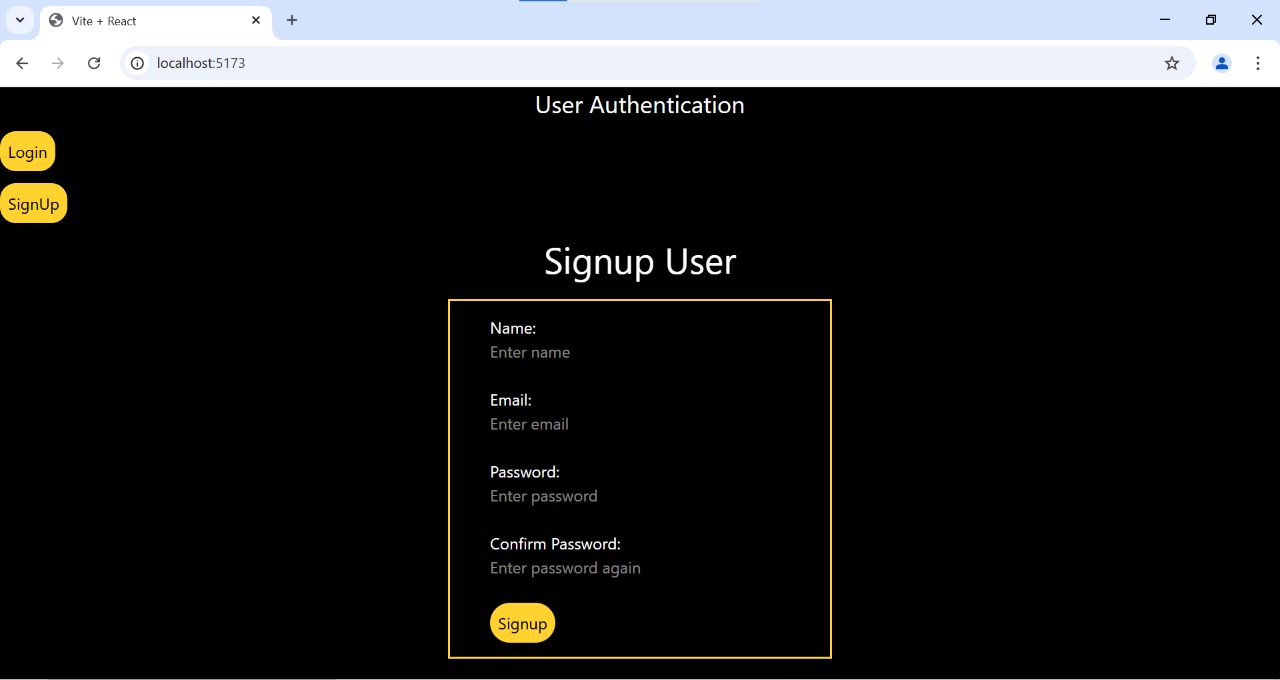 Vite + React
localhost:5173
User Authentication
Login
SignUp
Signup User
Name:
Enter name
Email:
Enter email
Password:
Enter password
Confirm Password:
Enter password again
Signup